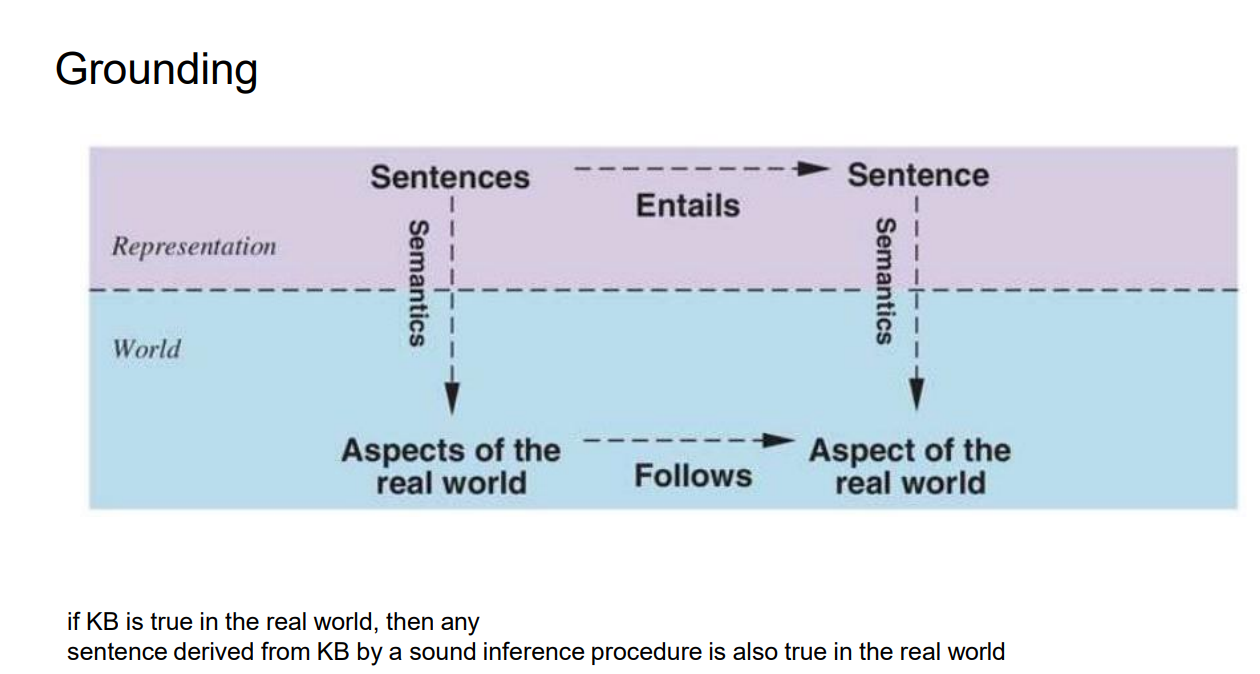 Grounding
Sentences
Entails
Sentence
Representation
Semantics
Semantics
World
Aspects of the
real world
Follows
Aspect of the
real world
if KB is true in the real world, then any
sentence derived from KB by a sound inference procedure is also true in the real world